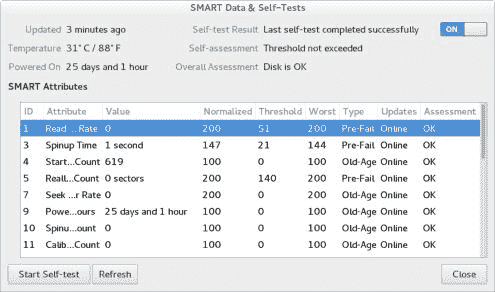 SMART Data & Self-Tests
Updated 3 minutes ago Self-test Result Last self-test completed successfully ON
Temperature 31° C / 88° F Self-assessment Threshold not exceeded
Powered On 25 days and 1 hour Overall Assessment Disk is OK
SMART Attributes
ID Attribute Value Normalized Threshold Worst Type Updates Assessment
1 Read ... Rate 0 200 51 200 Pre-Fail Online OK
3 Spinup Time 1 second 147 21 144 Pre-Fail Online OK
4 Start...Count 619 100 0 100 Old-Age Online OK
5 Reall...Count 0 sectors 200 140 200 Pre-Fail Online OK
7 Seek ...r Rate 0 200 0 200 Old-Age Online OK
9 Powe...ours 25 days and 1 hour 100 0 100 Old-Age Online OK
10 Spinu...ount 0 100 0 100 Old-Age Online OK
11 Calib...Count 0 100 0 100 Old-Age Online OK
Start Self-test Refresh Close